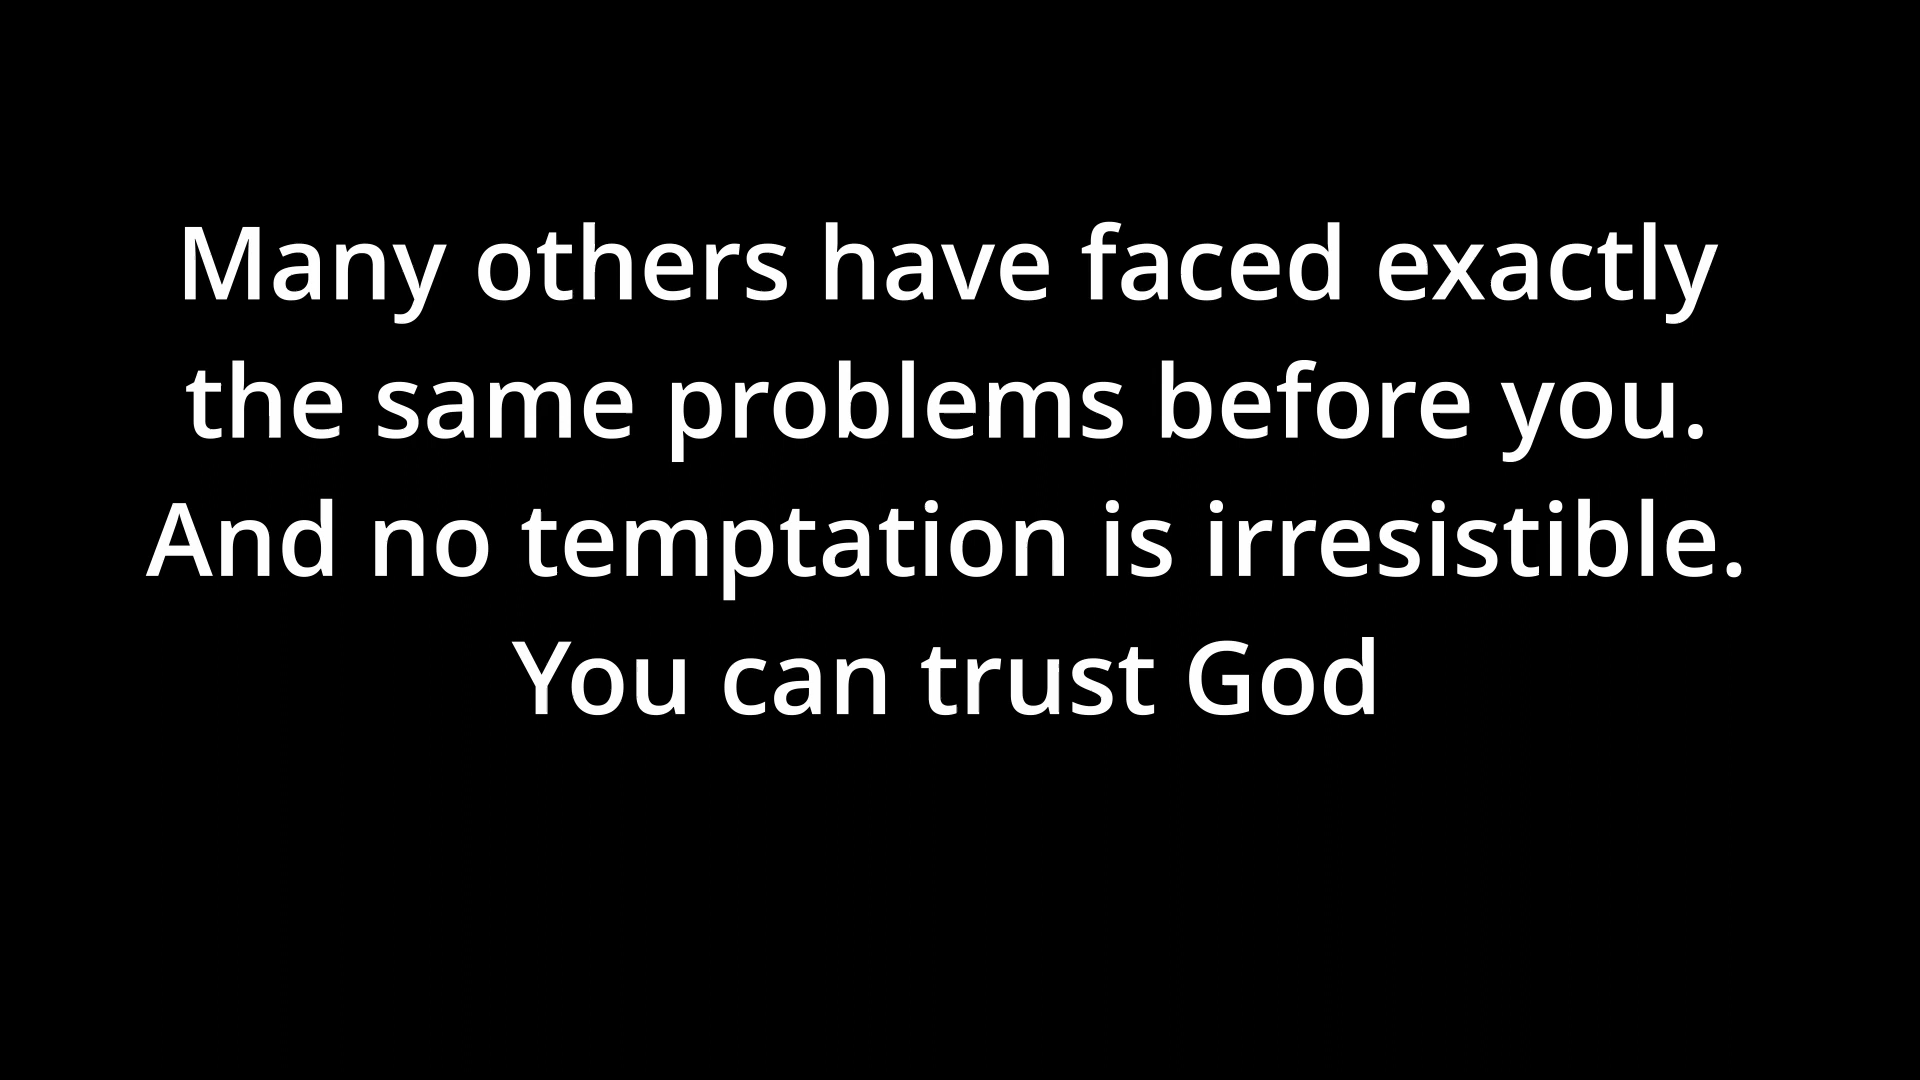 Many others have faced exactly
the same problems before you.
And no temptation is irresistible.
You can trust God